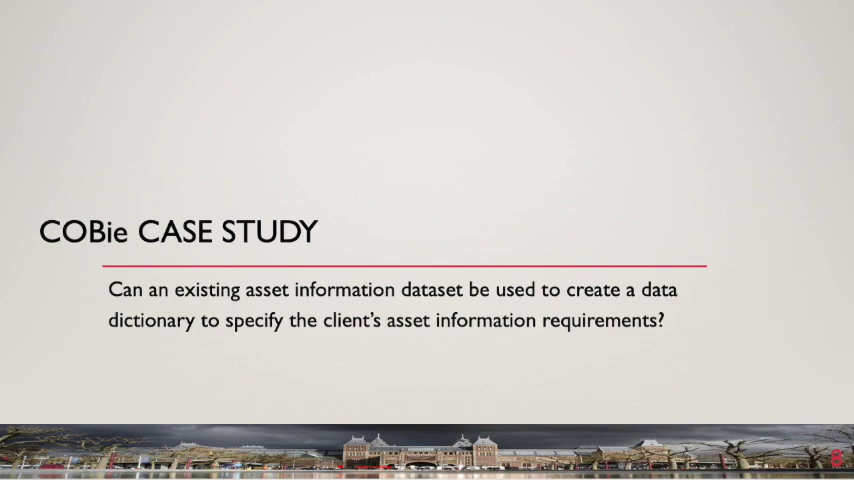 COBie CASE STUDY
Can an existing asset information dataset be used to create a data
dictionary to specify the client's asset information requirements?
8